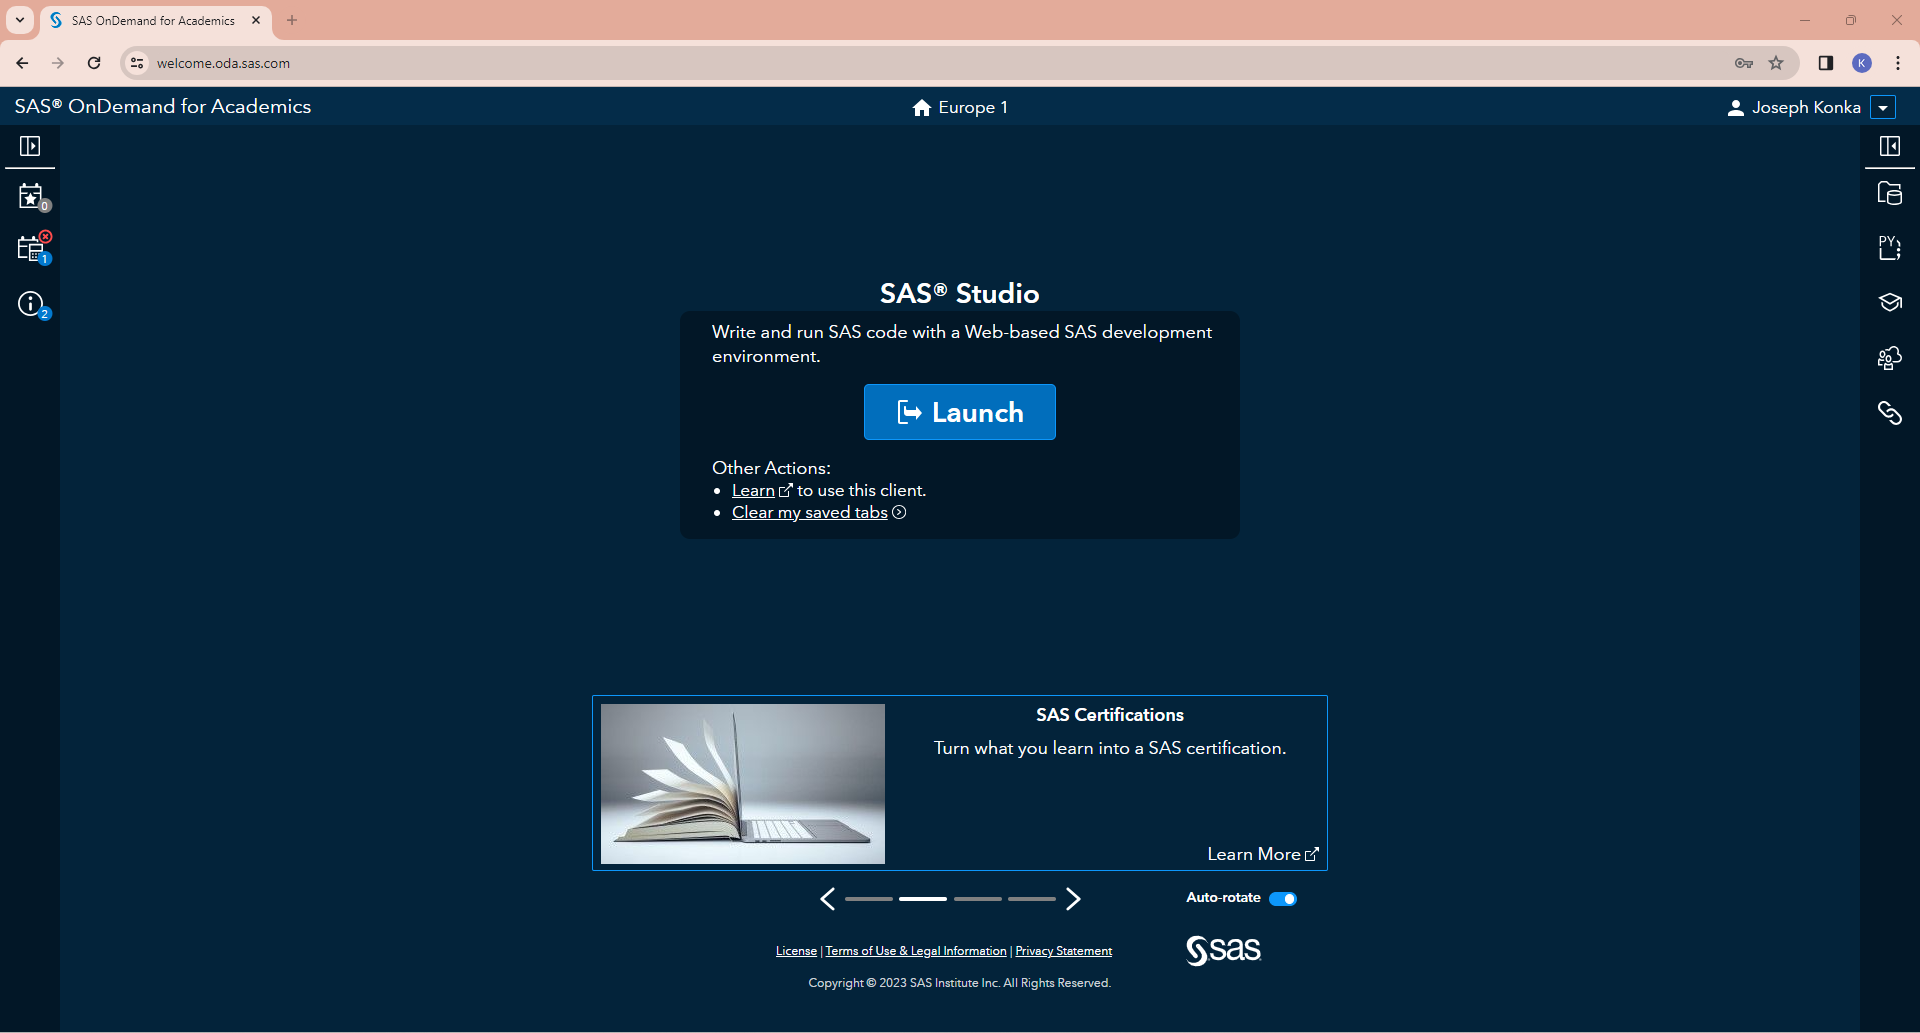 SAS OnDemand for Academics
welcome.oda.sas.com
K
SAS® OnDemand for Academics
Europe 1
Joseph Konka
0
1
2
PY
SAS® Studio
Write and run SAS code with a Web-based SAS development
environment.
Launch
Other Actions:
• Learn to use this client.
• Clear my saved tabs
SAS Certifications
Turn what you learn into a SAS certification.
Learn More
Auto-rotate
License | Terms of Use & Legal Information | Privacy Statement
sas
Copyright © 2023 SAS Institute Inc. All Rights Reserved.